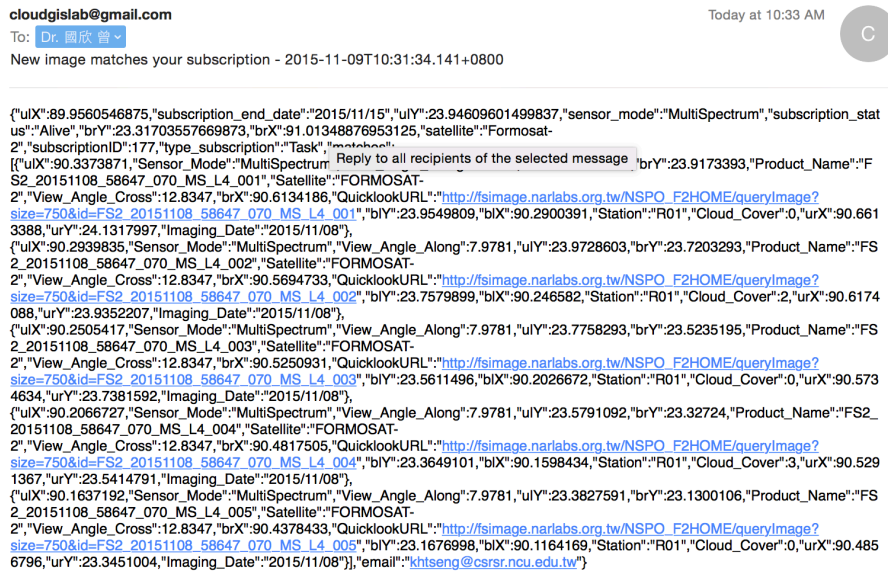 cloudgislab@gmail.com
Today at 10:33 AM
C
To: Dr. 國欣 曾
New image matches your subscription - 2015-11-09T10:31:34.141+0800
{"ulX":89.9560546875,"subscription_end_date":"2015/11/15","ulY":23.94609601499837,"sensor_mode":"MultiSpectrum","subscription_stat
us":"Alive","brY":23.31703557669873,"brX":91.01348876953125,"satellite":"Formosat-
2","subscriptionID":177,"type_subscription":"Task","matches":
[{"ulX":90.3373871,"Sensor_Mode":"MultiSpectrum "brY":23.9173393,"Product_Name":"F
Reply to all recipients of the selected message
S2_20151108_58647_070_MS_L4_001","Satellite":"FORMOSAT-
2","View_Angle_Cross":12.8347,"brX":90.6134186,"QuicklookURL":"http://fsimage.narlabs.org.tw/NSPO_F2HOME/queryImage?
size=750&id=FS2_20151108_58647_070_MS_L4_001","blY":23.9549809,"blX":90.2900391,"Station":"R01","Cloud_Cover":0,"urX":90.661
3388,"urY":24.1317997,"Imaging_Date":"2015/11/08"},
{"ulX":90.2939835,"Sensor_Mode":"MultiSpectrum","View_Angle_Along":7.9781,"ulY":23.9728603,"brY":23.7203293,"Product_Name":"FS
2_20151108_58647_070_MS_L4_002","Satellite":"FORMOSAT-
2","View_Angle_Cross":12.8347,"brX":90.5694733,"QuicklookURL":"http://fsimage.narlabs.org.tw/NSPO_F2HOME/queryImage?
size=750&id=FS2_20151108_58647_070_MS_L4_002","blY":23.7579899,"blX":90.246582,"Station":"R01","Cloud_Cover":2,"urX":90.6174
088,"urY":23.9352207,"Imaging_Date":"2015/11/08"},
{"ulX":90.2505417,"Sensor_Mode":"MultiSpectrum","View_Angle_Along":7.9781,"ulY":23.7758293,"brY":23.5235195,"Product_Name":"FS
2_20151108_58647_070_MS_L4_003","Satellite":"FORMOSAT-
2","View_Angle_Cross":12.8347,"brX":90.5250931,"QuicklookURL":"http://fsimage.narlabs.org.tw/NSPO_F2HOME/queryImage?
size=750&id=FS2_20151108_58647_070_MS_L4_003","blY":23.5611496,"blX":90.2026672,"Station":"R01","Cloud_Cover":0,"urX":90.573
4634,"urY":23.7381592,"Imaging_Date":"2015/11/08"},
{"ulX":90.2066727,"Sensor_Mode":"MultiSpectrum","View_Angle_Along":7.9781,"ulY":23.5791092,"brY":23.32724,"Product_Name":"FS2_
20151108_58647_070_MS_L4_004","Satellite":"FORMOSAT-
2","View_Angle_Cross":12.8347,"brX":90.4817505,"QuicklookURL":"http://fsimage.narlabs.org.tw/NSPO_F2HOME/queryImage?
size=750&id=FS2_20151108_58647_070_MS_L4_004","blY":23.3649101,"blX":90.1598434,"Station":"R01","Cloud_Cover":3,"urX":90.529
1367,"urY":23.5414791,"Imaging_Date":"2015/11/08"},
{"ulX":90.1637192,"Sensor_Mode":"MultiSpectrum","View_Angle_Along":7.9781,"ulY":23.3827591,"brY":23.1300106,"Product_Name":"FS
2_20151108_58647_070_MS_L4_005","Satellite":"FORMOSAT-
2","View_Angle_Cross":12.8347,"brX":90.4378433,"QuicklookURL":"http://fsimage.narlabs.org.tw/NSPO_F2HOME/queryImage?
size=750&id=FS2_20151108_58647_070_MS_L4_005","blY":23.1676998,"blX":90.1164169,"Station":"R01","Cloud_Cover":0,"urX":90.485
6796,"urY":23.3451004,"Imaging_Date":"2015/11/08"}],"email":"khtseng@csrsr.ncu.edu.tw"}